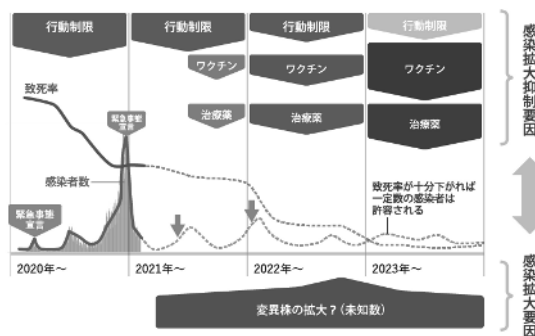 行動制限
行動制限
行動制限
行動制限
ワクチン
ワクチン
ワクチン
治療薬
治療薬
治療薬
致死率
緊急事態
宣言
感染者数
緊急事態
宣言
致死率が十分下がれば
一定数の感染者は
許容される
2020年〜
2021年〜
2022年〜
2023年〜
変異株の拡大？(未知数)
感染拡大抑制要因
感染拡大要因